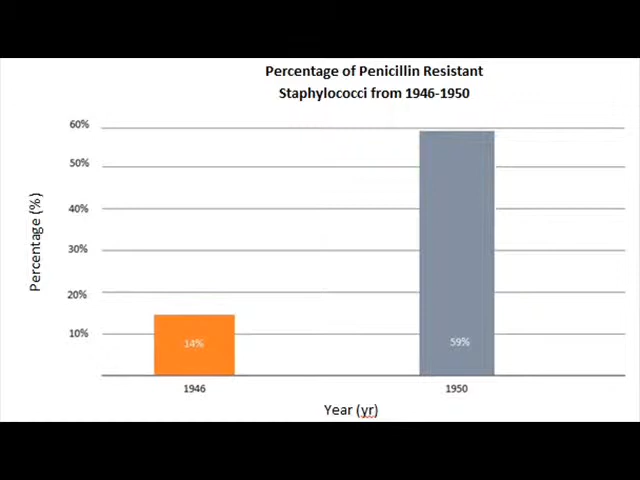 Percentage of Penicillin Resistant
Staphylococci from 1946-1950
60%
50%
40%
30%
20%
10%
Percentage (%)
14%
59%
1946
1950
Year (yr)